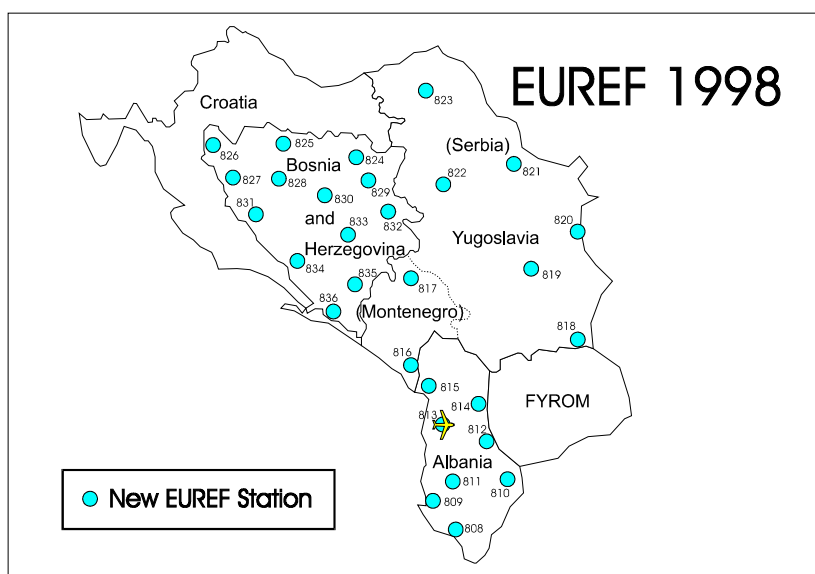 EUREF 1998
823
Croatia
825
826
Bosnia
824
(Serbia)
821
827
828
822
829
830
831
and
832
833
820
Herzegovina
Yugoslavia
834
819
835
817
836
(Montenegro)
818
816
815
814
FYROM
813
812
Albania
811
810
809
808
New EUREF Station